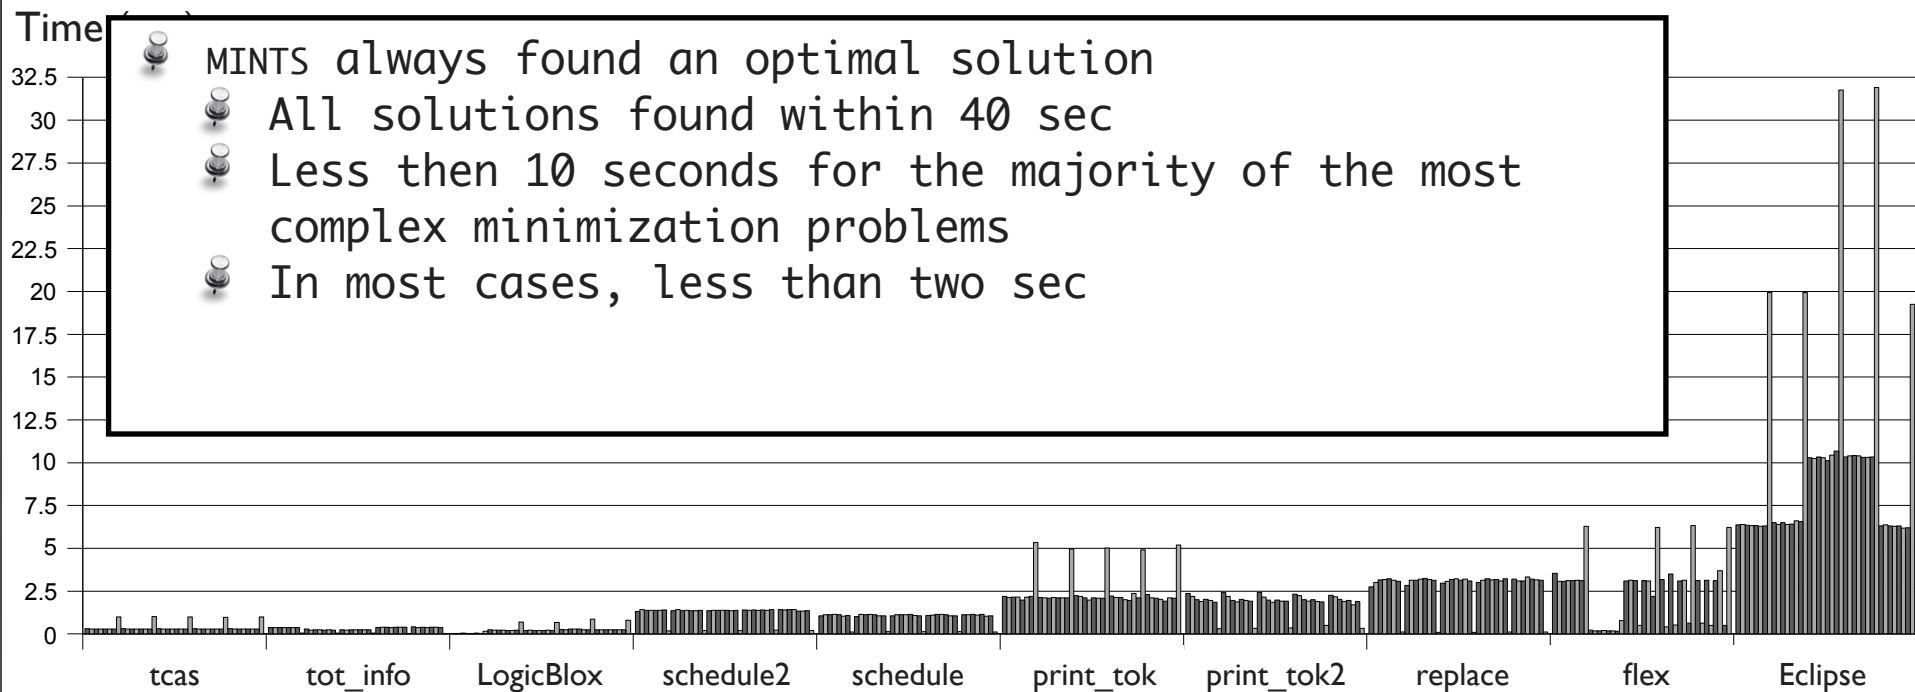 Time
MINTS always found an optimal solution
All solutions found within 40 sec
Less then 10 seconds for the majority of the most
complex minimization problems
In most cases, less than two sec
32.5
30
27.5
25
22.5
20
17.5
15
12.5
10
7.5
5
2.5
0
tcas tot_info LogicBlox schedule2 schedule print_tok print_tok2 replace flex Eclipse